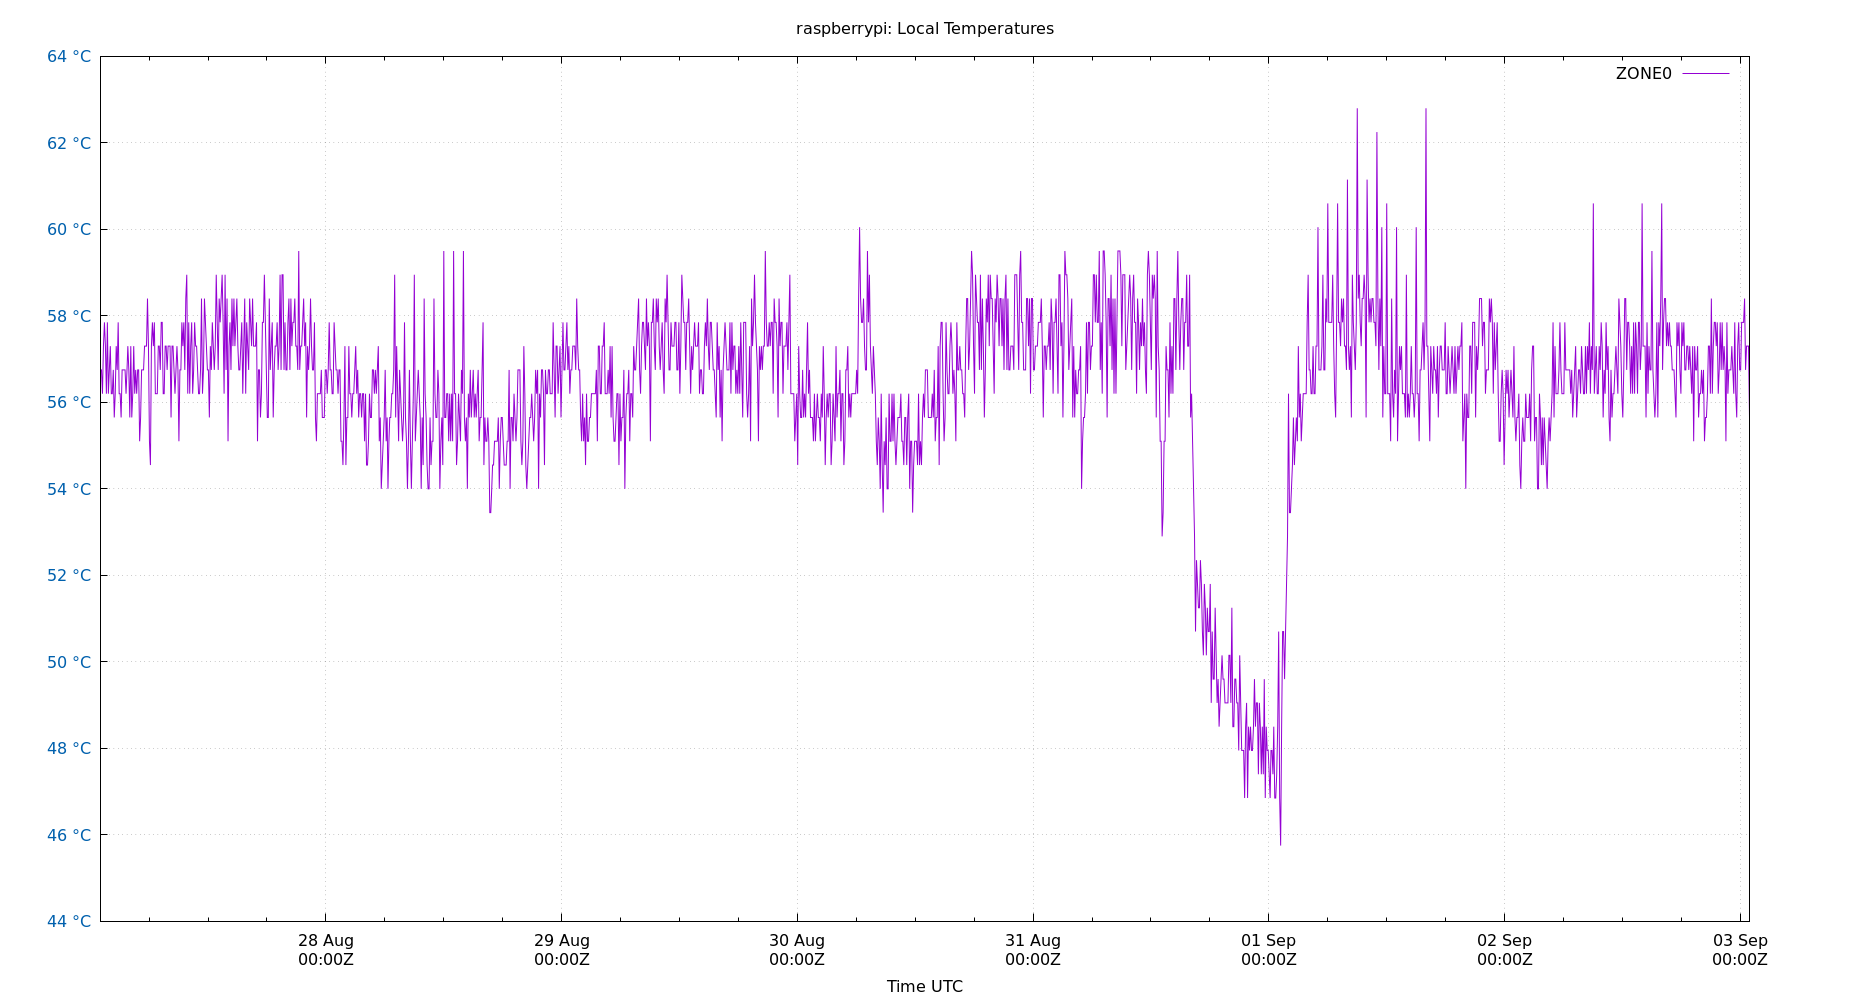 raspberrypi: Local Temperatures
64 °C
ZONE0
62 °C
60 °C
58 °C
56 °C
54 °C
52 °C
50 °C
48 °C
46 °C
44 °C
28 Aug 29 Aug 30 Aug 31 Aug 01 Sep 02 Sep 03 Sep
00:00Z 00:00Z 00:00Z 00:00Z 00:00Z 00:00Z 00:00Z
Time UTC